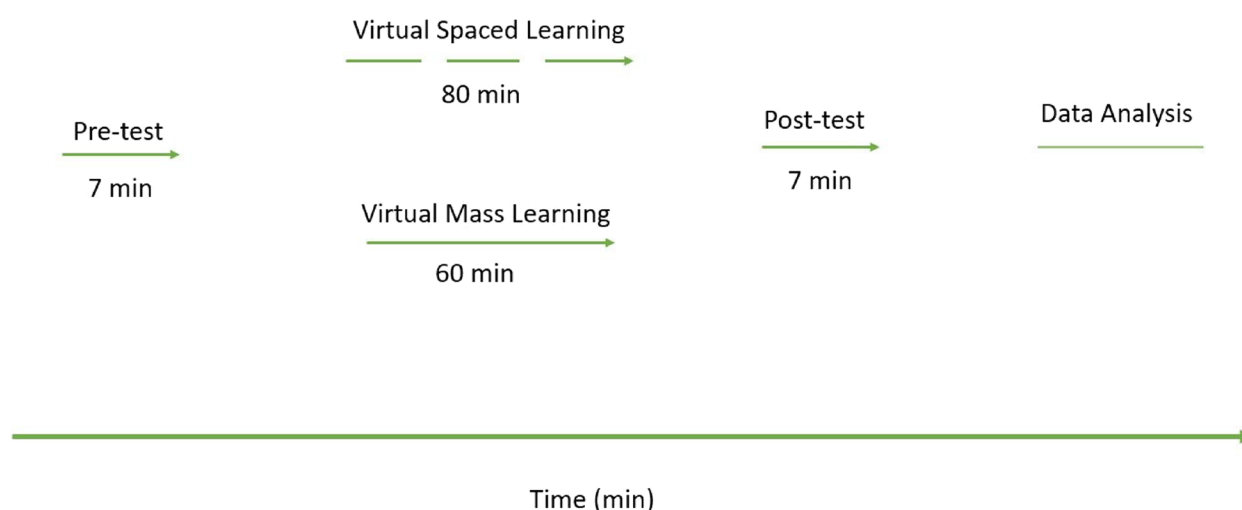 Virtual Spaced Learning
80 min
Pre-test
7 min
Virtual Mass Learning
60 min
Post-test
7 min
Data Analysis
Time (min)